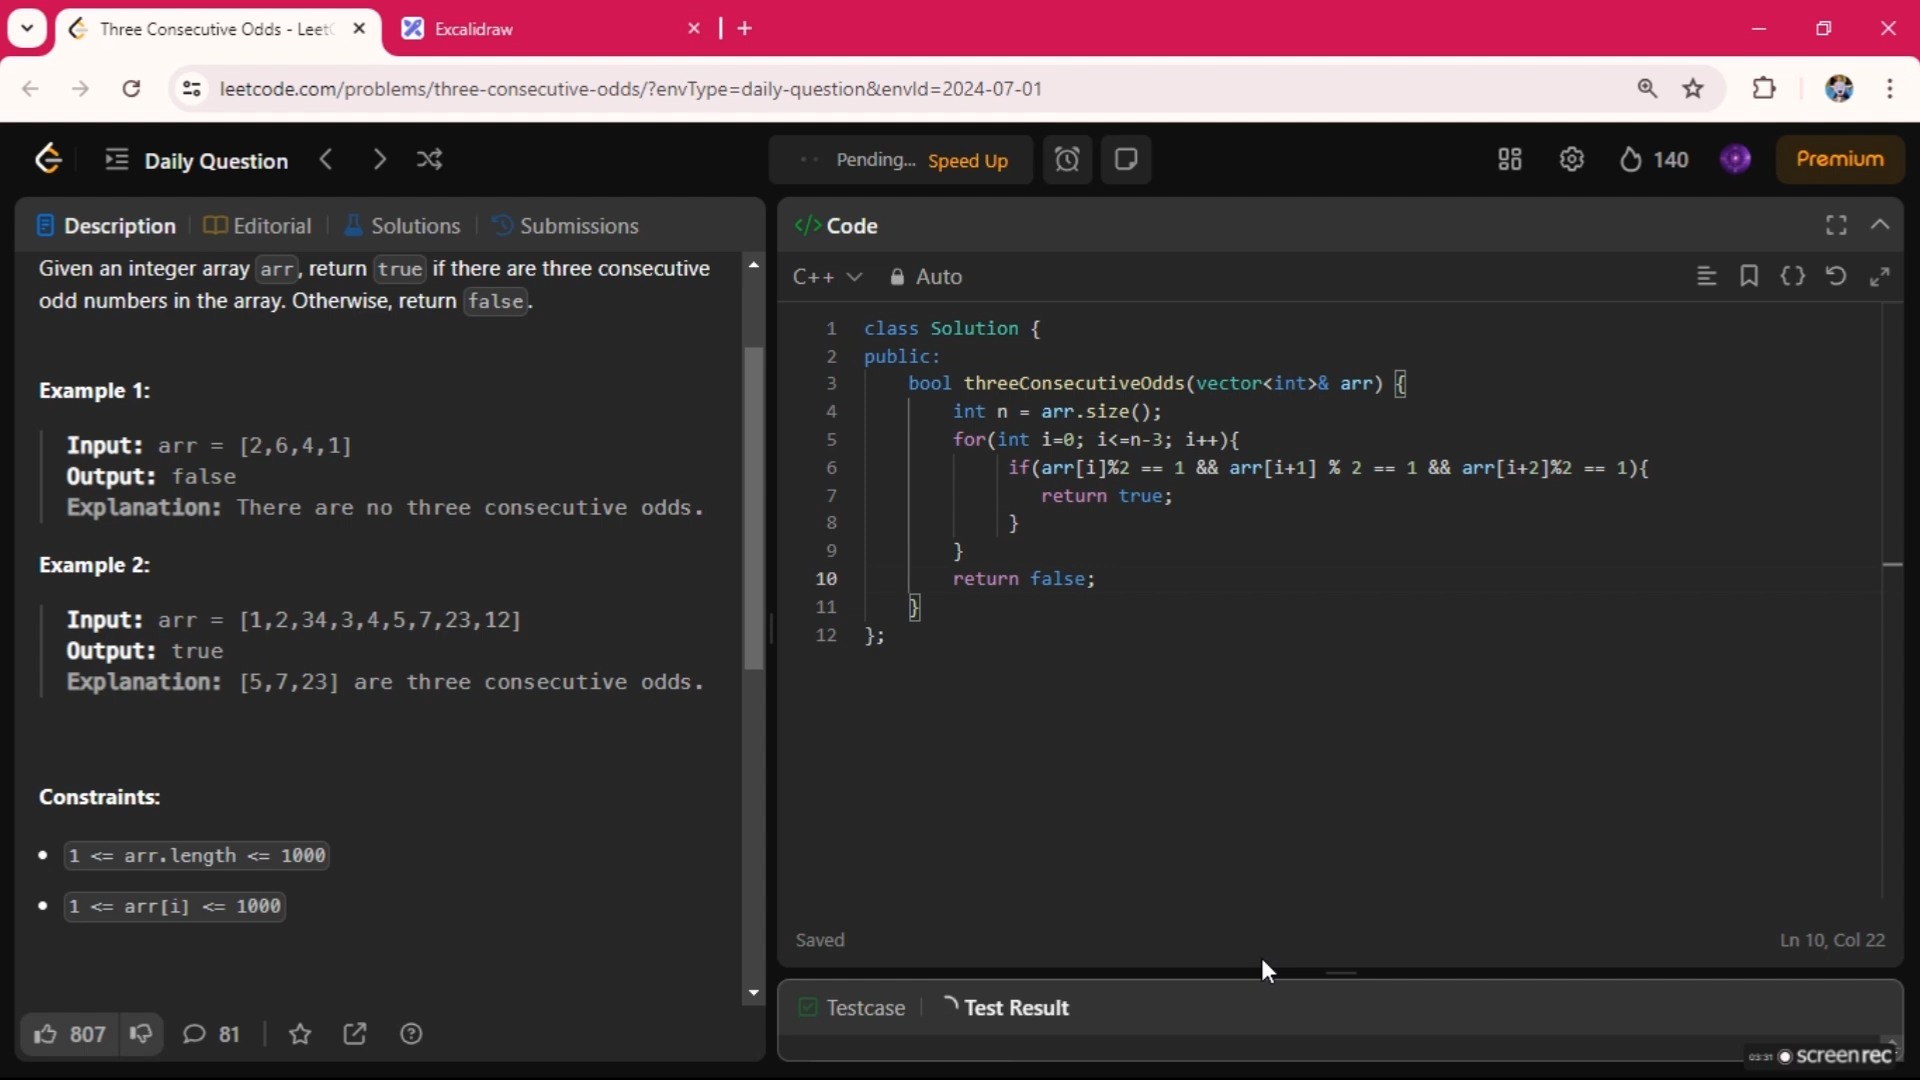 Three Consecutive Odds - Leet
Excalidraw
leetcode.com/problems/three-consecutive-odds/?envType=daily-question&envId=2024-07-01
Daily Question
Pending... Speed Up
140
Premium
Description
Editorial
Solutions
Submissions
Given an integer array arr, return true if there are three consecutive
odd numbers in the array. Otherwise, return false.
Example 1:
Input: arr = [2,6,4,1]
Output: false
Explanation: There are no three consecutive odds.
Example 2:
Input: arr = [1,2,34,3,4,5,7,23,12]
Output: true
Explanation: [5,7,23] are three consecutive odds.
Constraints:
1 <= arr.length <= 1000
1 <= arr[i] <= 1000
807
81
</> Code
C++
Auto
1 class Solution {
2 public:
3 bool threeConsecutiveOdds(vector<int>& arr) {
4 int n = arr.size();
5 for(int i=0; i<=n-3; i++){
6 if(arr[i]%2 == 1 && arr[i+1] % 2 == 1 && arr[i+2]%2 == 1){
7 return true;
8 }
9 }
10 return false;
11 }
12 };
Saved
Ln 10, Col 22
Testcase
Test Result
03:31 screenrec